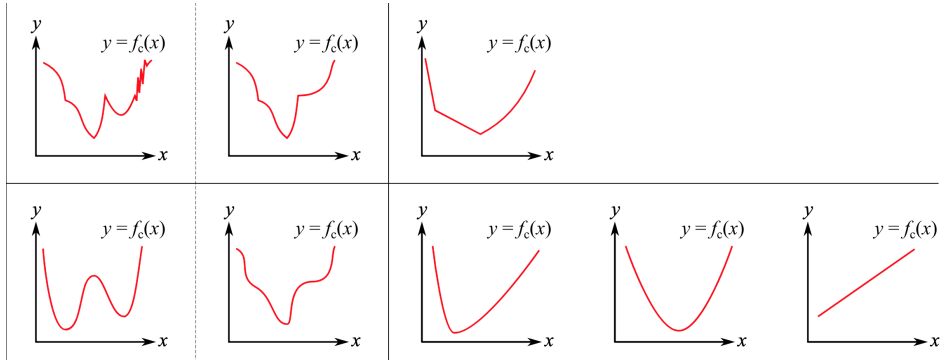 y
y = f_c(x)
x
y
y = f_c(x)
x
y
y = f_c(x)
x
y
y = f_c(x)
x
y
y = f_c(x)
x
y
y = f_c(x)
x
y
y = f_c(x)
x
y
y = f_c(x)
x